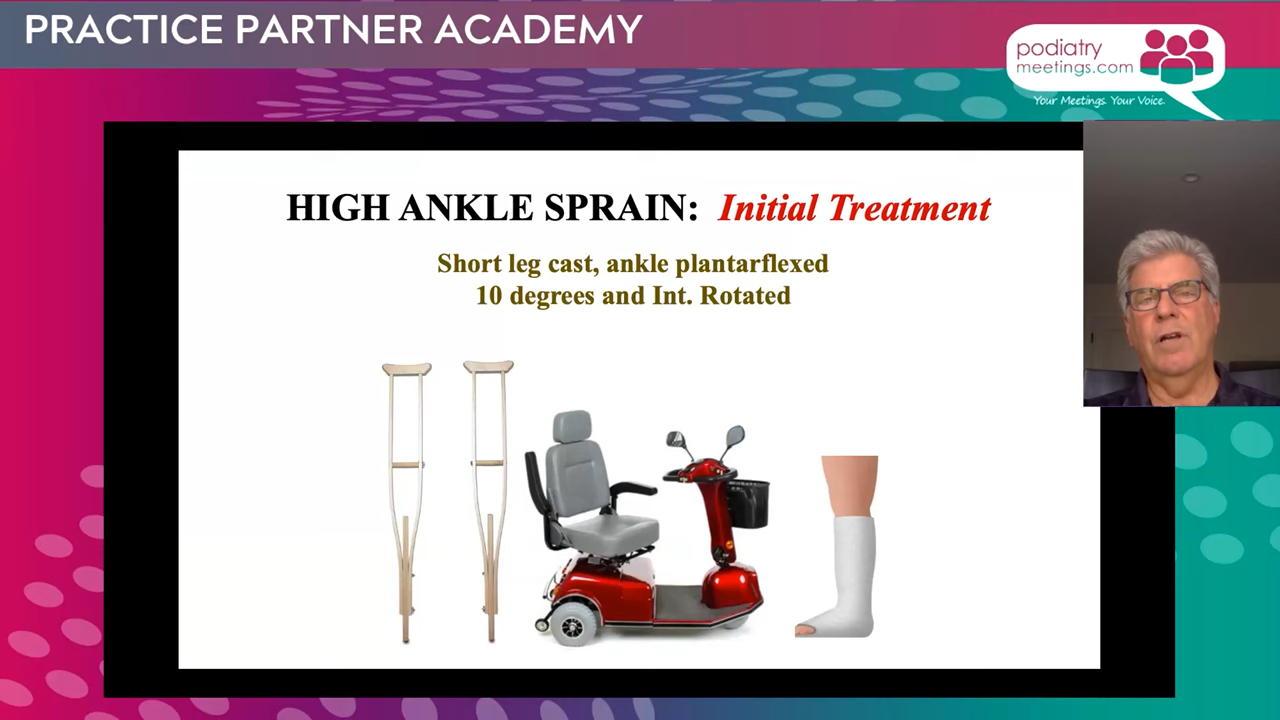 PRACTICE PARTNER ACADEMY
podiatry
meetings.com
Your Meetings. Your Voice.
HIGH ANKLE SPRAIN: Initial Treatment
Short leg cast, ankle plantarflexed
10 degrees and Int. Rotated